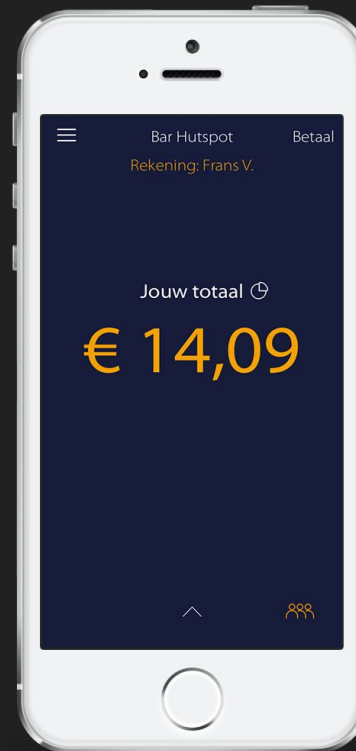 Bar Hutspot
Betaal
Rekening: Frans V.
Jouw totaal
€ 14,09